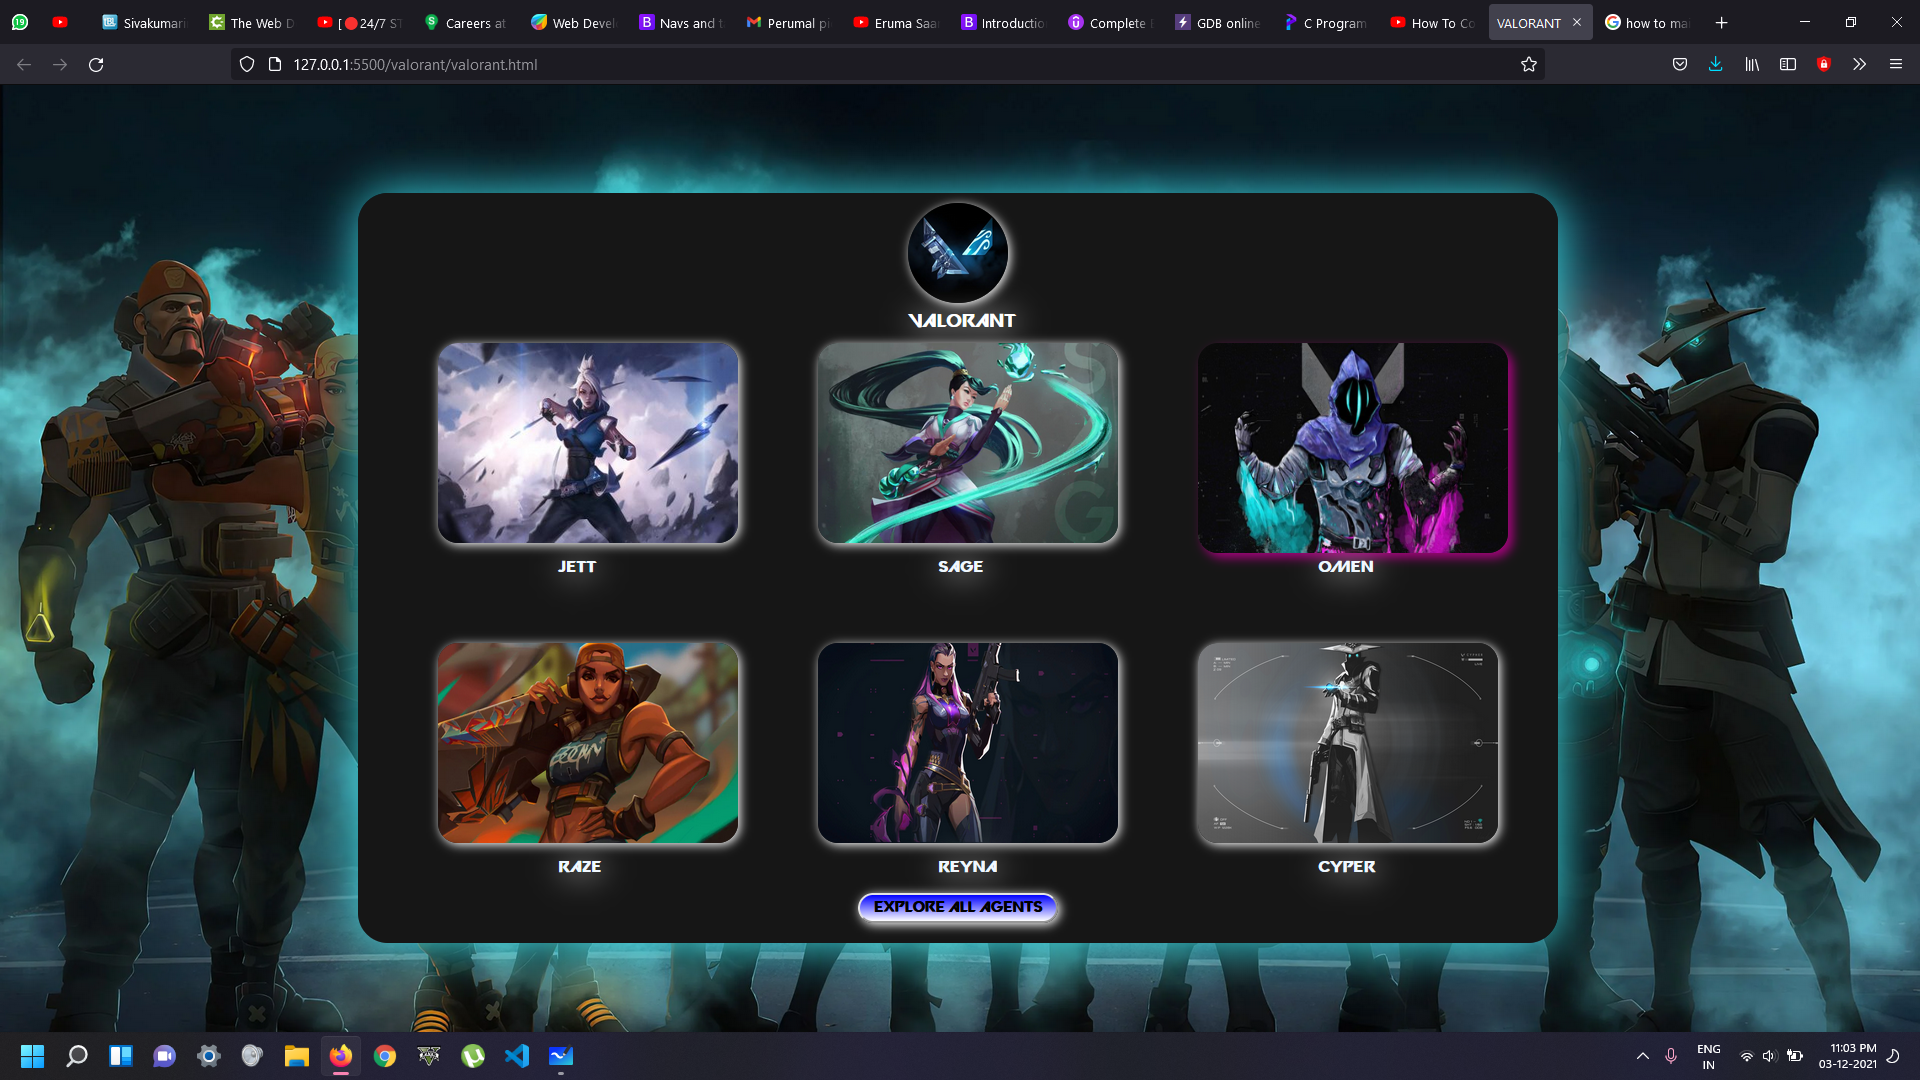 19
Sivakumari
The Web D
[ 🔴24/7 ST
Careers at
Web Devel
Navs and t
Perumal pi
Eruma Saa
Introductio
Complete
GDB online
C Program
How To Co
VALORANT
how to ma
127.0.0.1:5500/valorant/valorant.html
VALORANT
JETT
SAGE
OMEN
RAZE
REYNA
CYPER
EXPLORE ALL AGENTS
ENG
IN
11:03 PM
03-12-2021